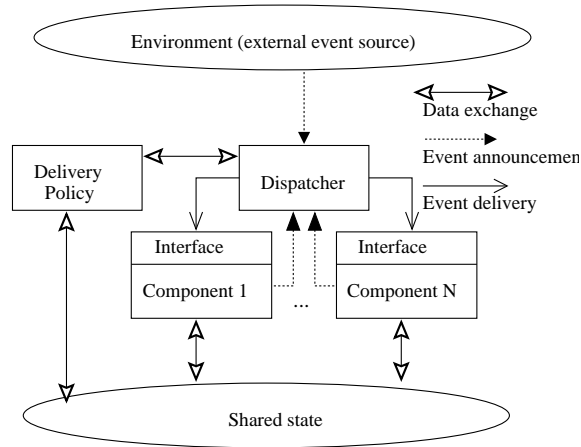 Environment (external event source)
Data exchange
Event announcement
Event delivery
Delivery
Policy
Dispatcher
Interface
Component 1
...
Interface
Component N
Shared state